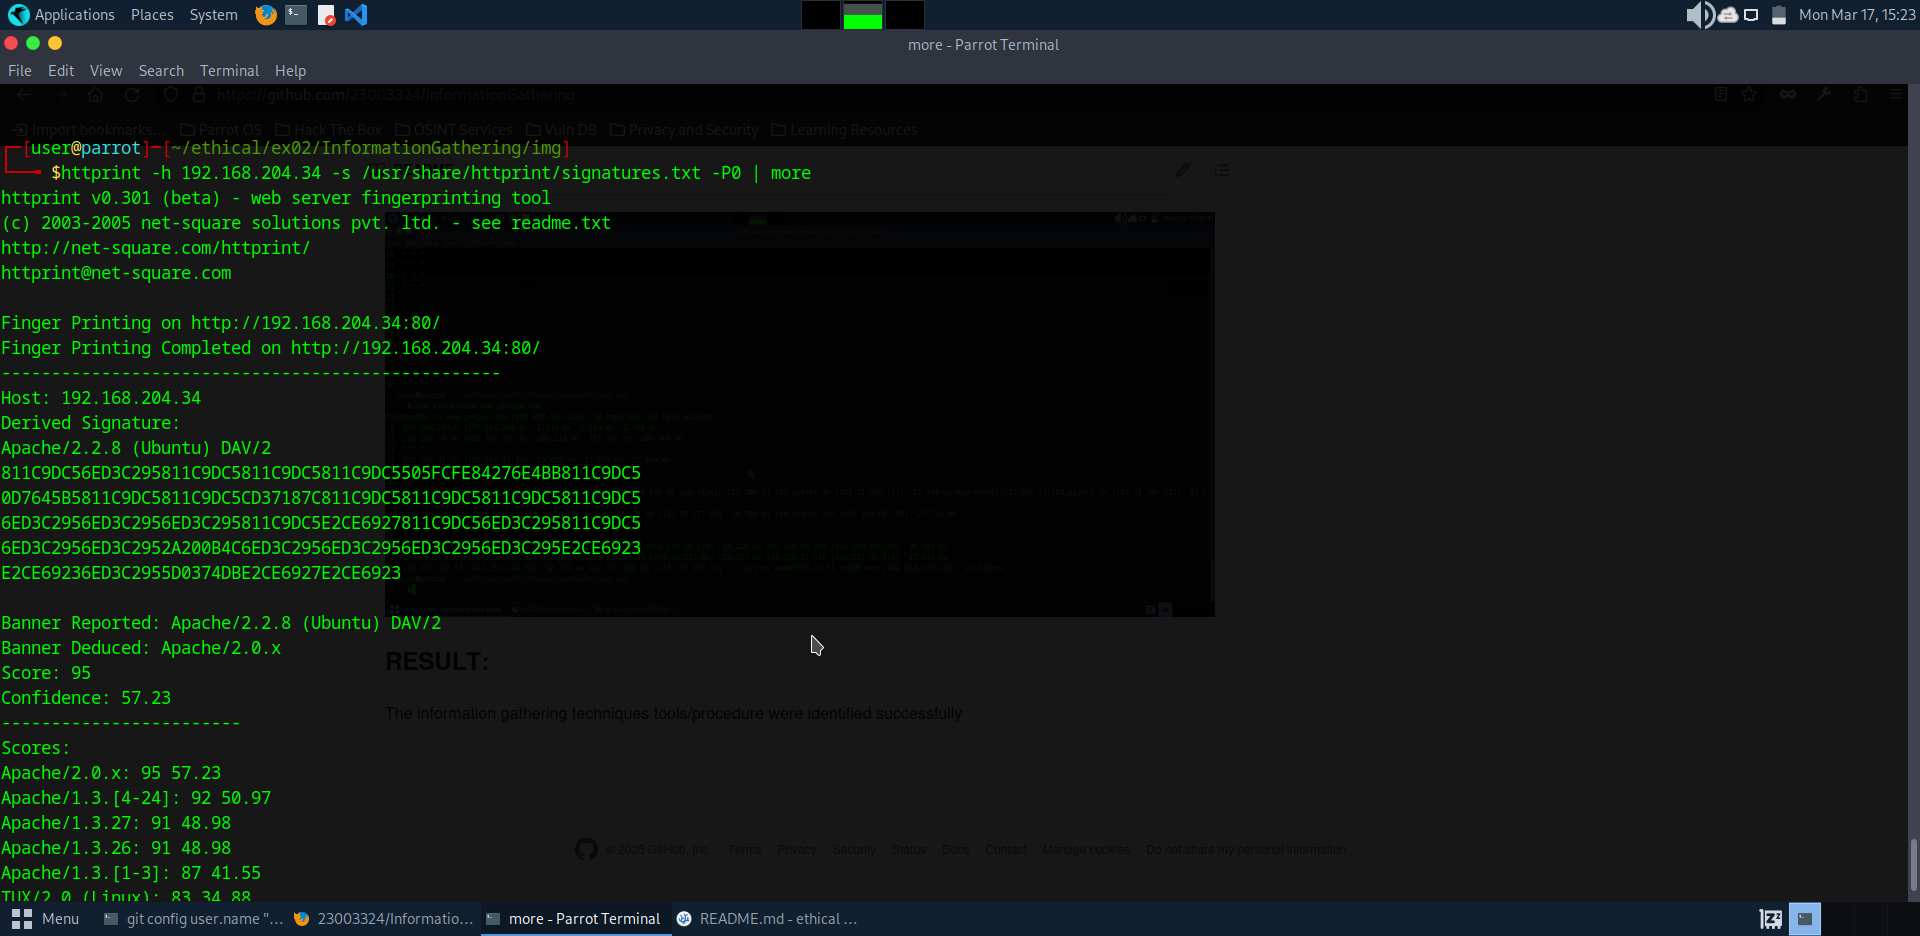 Applications Places System
Mon Mar 17, 15:23
more - Parrot Terminal
File Edit View Search Terminal Help
https://github.com/23003324/InformationGathering
Import bookmarks... Parrot OS Hack The Box OSINT Services Vuln DB Privacy and Security Learning Resources
[user@parrot]─[~/ethical/ex02/InformationGathering/img]
$httprint -h 192.168.204.34 -s /usr/share/httprint/signatures.txt -P0 | more
httprint v0.301 (beta) - web server fingerprinting tool
(c) 2003-2005 net-square solutions pvt. ltd. - see readme.txt
http://net-square.com/httprint/
httprint@net-square.com
Finger Printing on http://192.168.204.34:80/
Finger Printing Completed on http://192.168.204.34:80/
--------------------------------------------------
Host: 192.168.204.34
Derived Signature:
Apache/2.2.8 (Ubuntu) DAV/2
811C9DC56ED3C295811C9DC5811C9DC5811C9DC5505FCFE84276E4BB811C9DC5
0D7645B5811C9DC5811C9DC5CD37187C811C9DC5811C9DC5811C9DC5811C9DC5
6ED3C2956ED3C2956ED3C295811C9DC5E2CE6927811C9DC56ED3C295811C9DC5
6ED3C2956ED3C2952A200B4C6ED3C2956ED3C2956ED3C2956ED3C295E2CE6923
E2CE69236ED3C2955D0374DBE2CE6927E2CE6923
Banner Reported: Apache/2.2.8 (Ubuntu) DAV/2
Banner Deduced: Apache/2.0.x
RESULT:
Score: 95
Confidence: 57.23
The information gathering techniques tools/procedure were identified successfully
------------------------
Scores:
Apache/2.0.x: 95 57.23
Apache/1.3.[4-24]: 92 50.97
Apache/1.3.27: 91 48.98
Apache/1.3.26: 91 48.98
© 2025 GitHub, Inc. Terms Privacy Security Status Docs Contact Manage cookies Do not share my personal information
Apache/1.3.[1-3]: 87 41.55
TUX/2.0 (Linux): 83 34.88
Menu git config user.name "... 23003324/Informatio... more - Parrot Terminal README.md - ethical ...